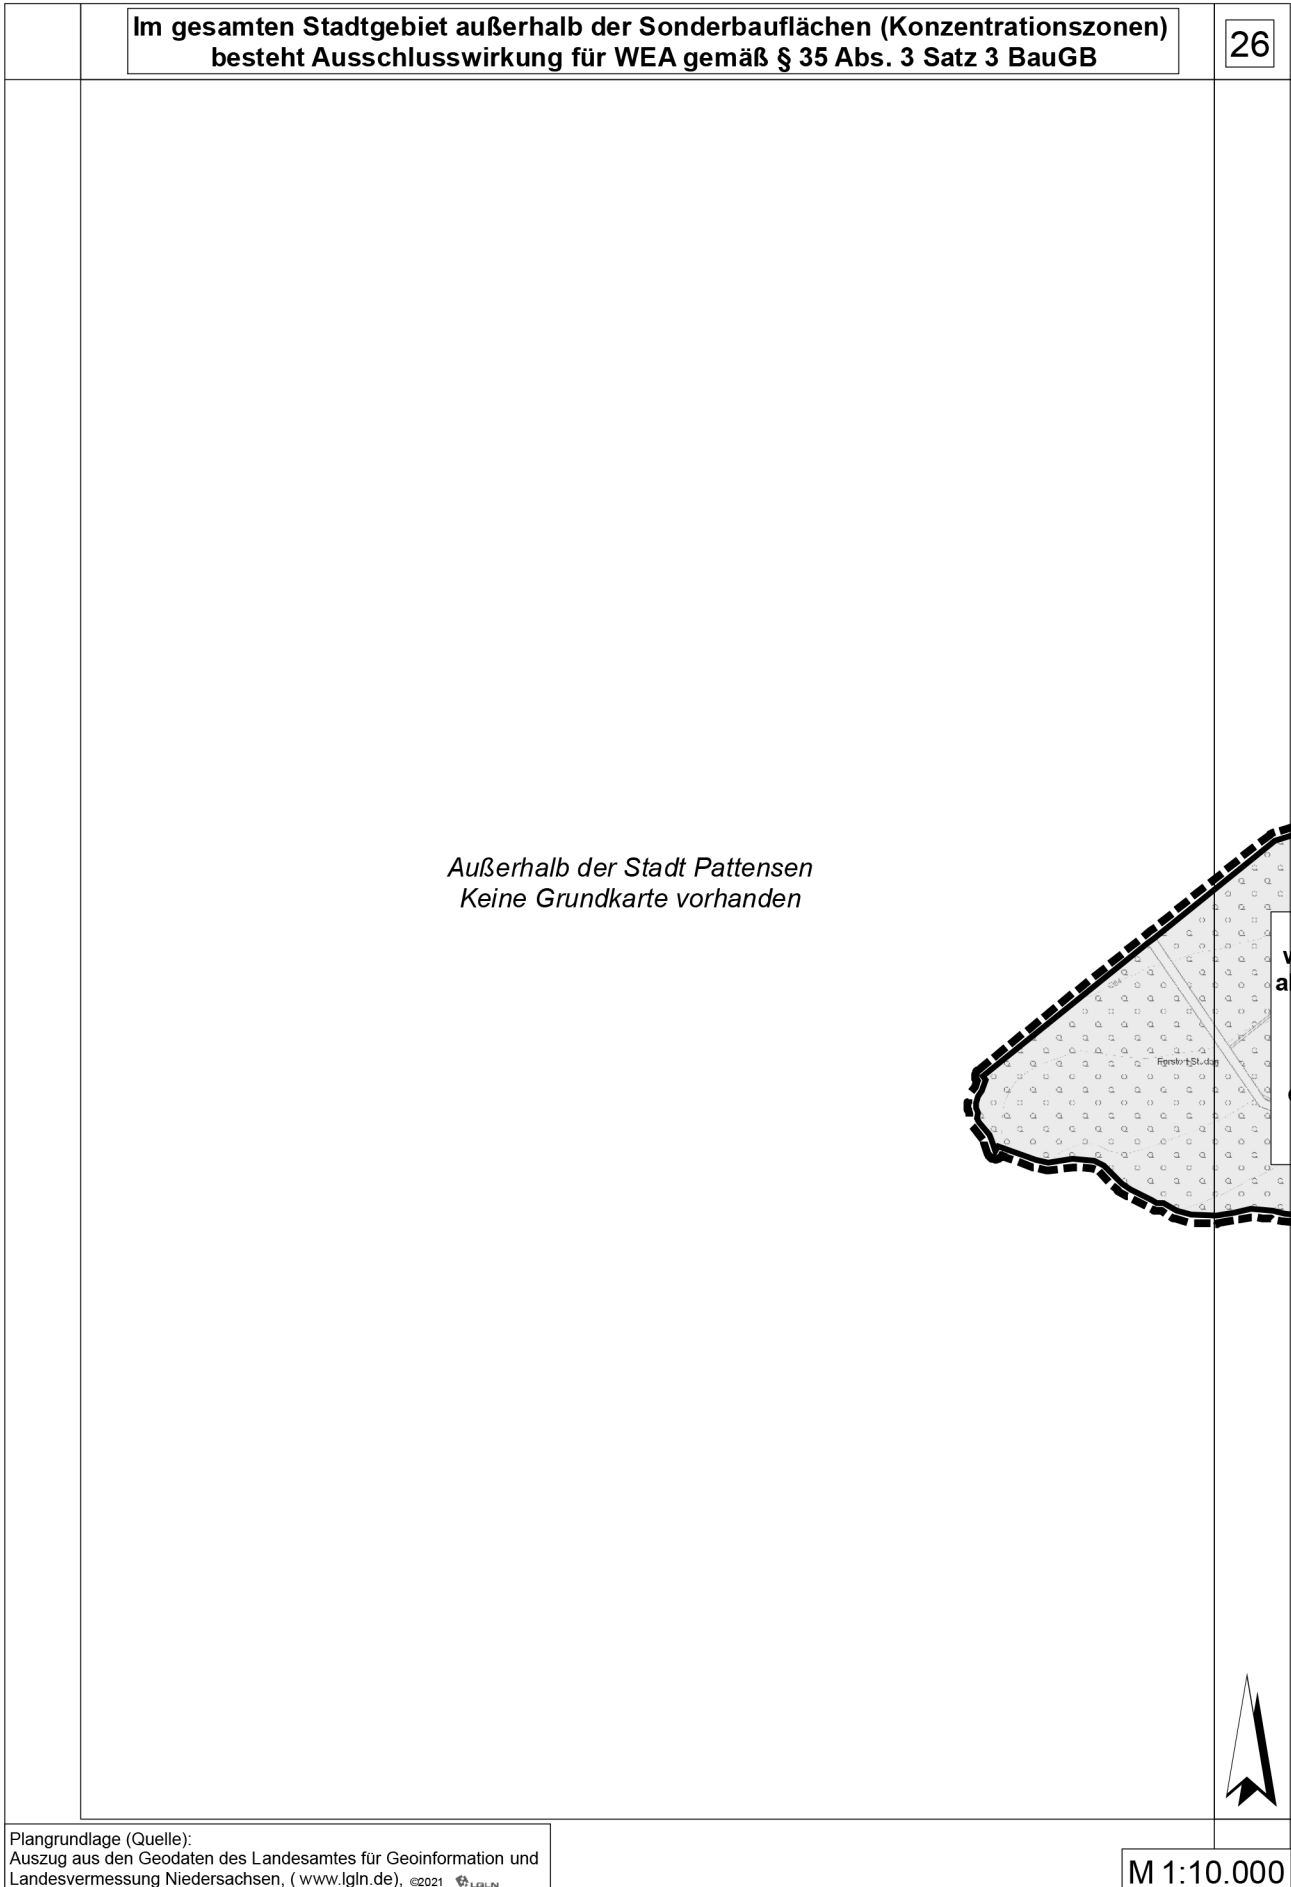 Im gesamten Stadtgebiet außerhalb der Sonderbauflächen (Konzentrationszonen)
besteht Ausschlusswirkung für WEA gemäß § 35 Abs. 3 Satz 3 BauGB
26
Außerhalb der Stadt Pattensen
Keine Grundkarte vorhanden
Plangrundlage (Quelle):
Auszug aus den Geodaten des Landesamtes für Geoinformation und
Landesvermessung Niedersachsen, ( www.lgln.de), ©2021 LGLN
M 1:10.000